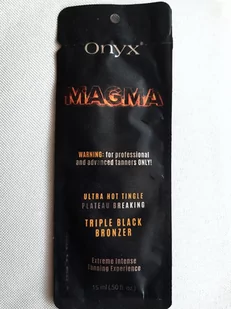 Onyx®
MAGMA
WARNING: for professional
and advanced tanners ONLY!
ULTRA HOT TINGLE
PLATEAU BREAKING
TRIPLE BLACK
BRONZER
Extreme Intense
Tanning Experience